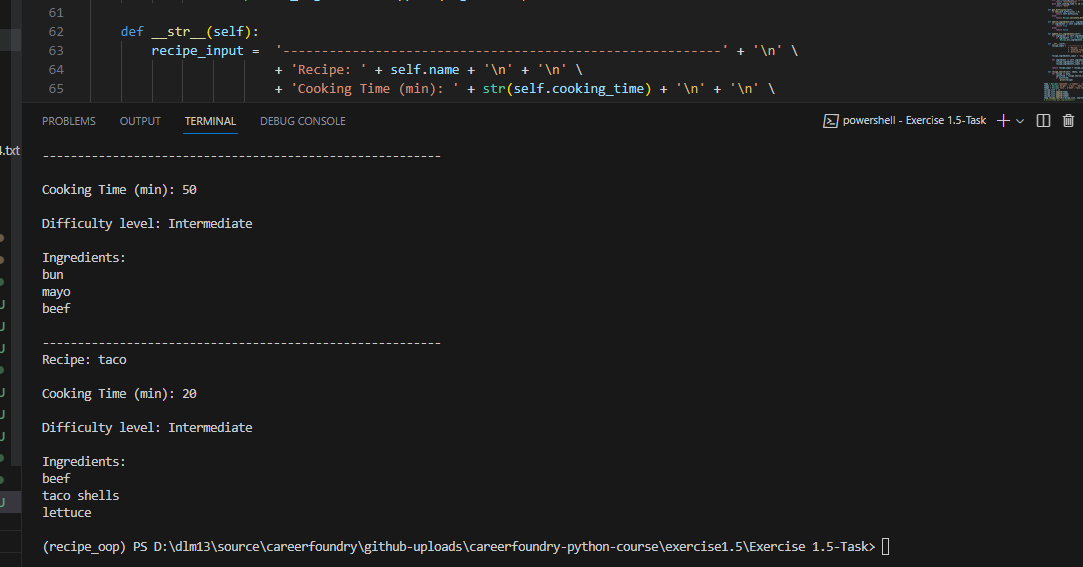 61
62 def __str__(self):
63 recipe_input = '----------------------------------------------------------' + '\n' \
64 + 'Recipe: ' + self.name + '\n' + '\n' \
65 + 'Cooking Time (min): ' + str(self.cooking_time) + '\n' + '\n' \
PROBLEMS OUTPUT TERMINAL DEBUG CONSOLE powershell - Exercise 1.5-Task
.txt
---------------------------------------------------------
Cooking Time (min): 50
Difficulty level: Intermediate
Ingredients:
bun
mayo
beef
---------------------------------------------------------
Recipe: taco
Cooking Time (min): 20
Difficulty level: Intermediate
Ingredients:
beef
taco shells
lettuce
(recipe_oop) PS D:\dlm13\source\careerfoundry\github-uploads\careerfoundry-python-course\exercise1.5\Exercise 1.5-Task>
U
U
U
U
U
U
U